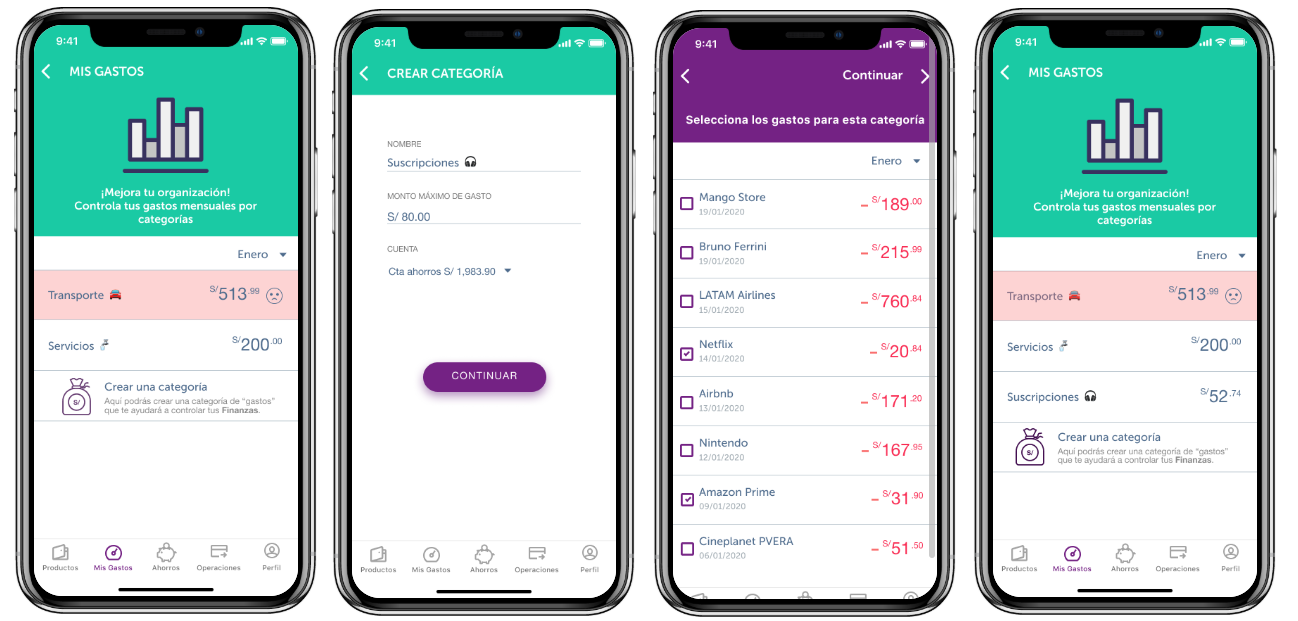 9:41
MIS GASTOS
¡Mejora tu organización!
Controla tus gastos mensuales por
categorías
Enero
Transporte S/513.99
Servicios S/200.00
S/
Crear una categoría
Aquí podrás crear una categoría de "gastos"
que te ayudará a controlar tus Finanzas.
Productos Mis Gastos Ahorros Operaciones Perfil
9:41
CREAR CATEGORÍA
NOMBRE
Suscripciones
MONTO MÁXIMO DE GASTO
S/ 80.00
CUENTA
Cta ahorros S/ 1,983.90
CONTINUAR
Productos Mis Gastos Ahorros Operaciones Perfil
9:41
Continuar
Selecciona los gastos para esta categoría
Enero
Mango Store – S/189.00
19/01/2020
Bruno Ferrini – S/215.99
19/01/2020
LATAM Airlines – S/760.84
15/01/2020
Netflix – S/20.84
14/01/2020
Airbnb – S/171.20
13/01/2020
Nintendo – S/167.95
12/01/2020
Amazon Prime – S/31.90
09/01/2020
Cineplanet PVERA – S/51.50
06/01/2020
9:41
MIS GASTOS
¡Mejora tu organización!
Controla tus gastos mensuales por
categorías
Enero
Transporte S/513.99
Servicios S/200.00
Suscripciones S/52.74
S/
Crear una categoría
Aquí podrás crear una categoría de "gastos"
que te ayudará a controlar tus Finanzas.
Productos Mis Gastos Ahorros Operaciones Perfil